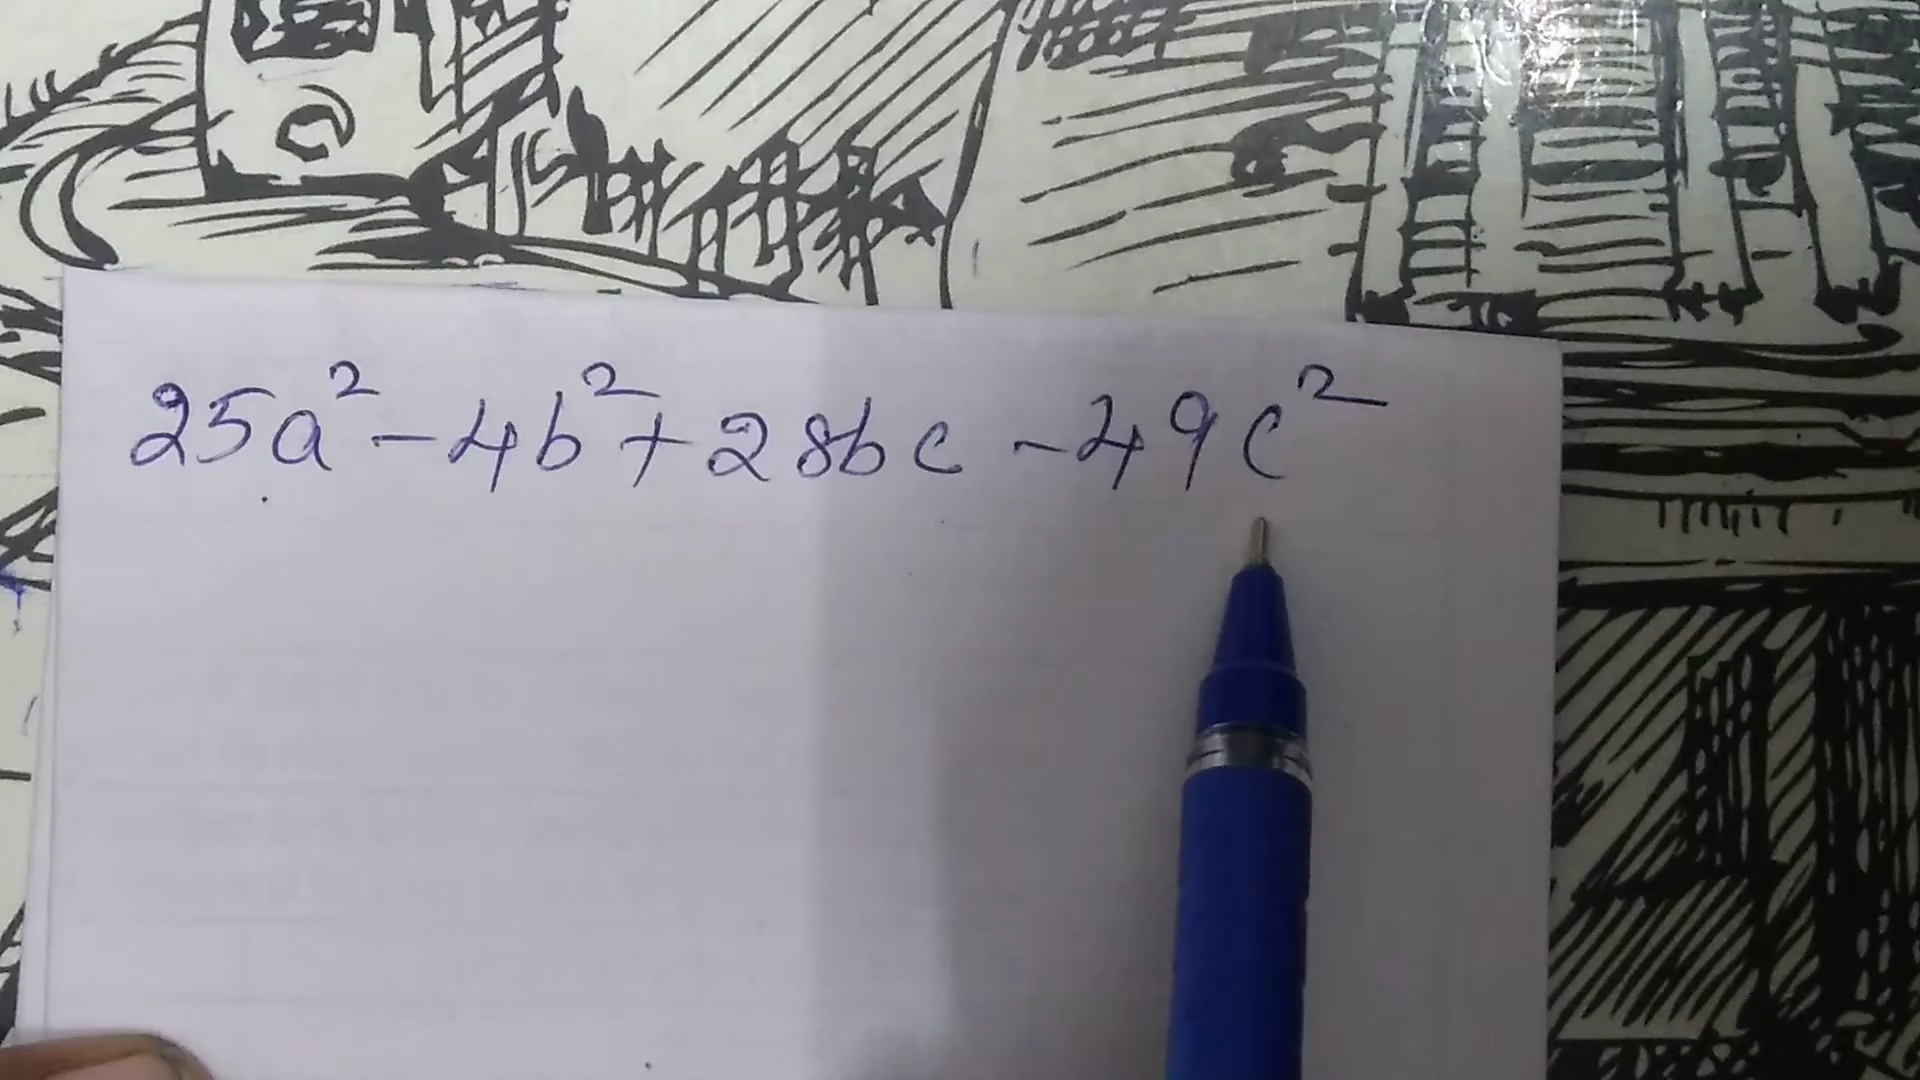 25a² - 4b² + 28bc - 49c²